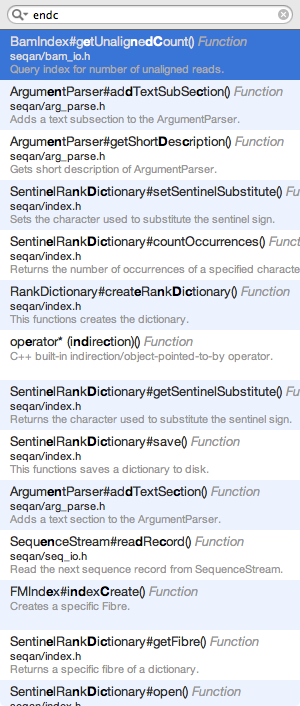 endc
BamIndex#getUnalignedCount() Function
seqan/bam_io.h
Query index for number of unaligned reads.
ArgumentParser#addTextSubSection() Function
seqan/arg_parse.h
Adds a text subsection to the ArgumentParser.
ArgumentParser#getShortDescription() Function
seqan/arg_parse.h
Gets short description of ArgumentParser.
SentinelRankDictionary#setSentinelSubstitute() Fu
seqan/index.h
Sets the character used to substitute the sentinel sign.
SentinelRankDictionary#countOccurrences() Functi
seqan/index.h
Returns the number of occurrences of a specified characte
RankDictionary#createRankDictionary() Function
seqan/index.h
This functions creates the dictionary.
operator* (indirection)() Function
C++ built-in indirection/object-pointed-to-by operator.
SentinelRankDictionary#getSentinelSubstitute() Fu
seqan/index.h
Returns the character used to substitute the sentinel sign.
SentinelRankDictionary#save() Function
seqan/index.h
This functions saves a dictionary to disk.
ArgumentParser#addTextSection() Function
seqan/arg_parse.h
Adds a text section to the ArgumentParser.
SequenceStream#readRecord() Function
seqan/seq_io.h
Read the next sequence record from SequenceStream.
FMIndex#indexCreate() Function
Creates a specific Fibre.
SentinelRankDictionary#getFibre() Function
seqan/index.h
Returns a specific fibre of a dictionary.
SentinelRankDictionary#open() Function
seqan/index.h